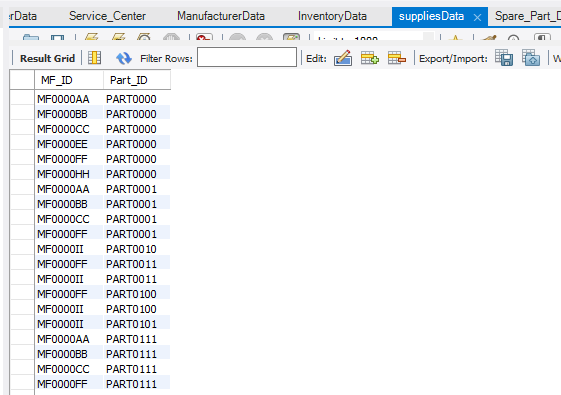 erData Service_Center ManufacturerData InventoryData suppliesData Spare_Part_D
Result Grid Filter Rows: Edit: Export/Import: W
MF_ID Part_ID
MF0000AA PART0000
MF0000BB PART0000
MF0000CC PART0000
MF0000EE PART0000
MF0000FF PART0000
MF0000HH PART0000
MF0000AA PART0001
MF0000BB PART0001
MF0000CC PART0001
MF0000FF PART0001
MF0000II PART0010
MF0000FF PART0011
MF0000II PART0011
MF0000FF PART0100
MF0000II PART0100
MF0000II PART0101
MF0000AA PART0111
MF0000BB PART0111
MF0000CC PART0111
MF0000FF PART0111